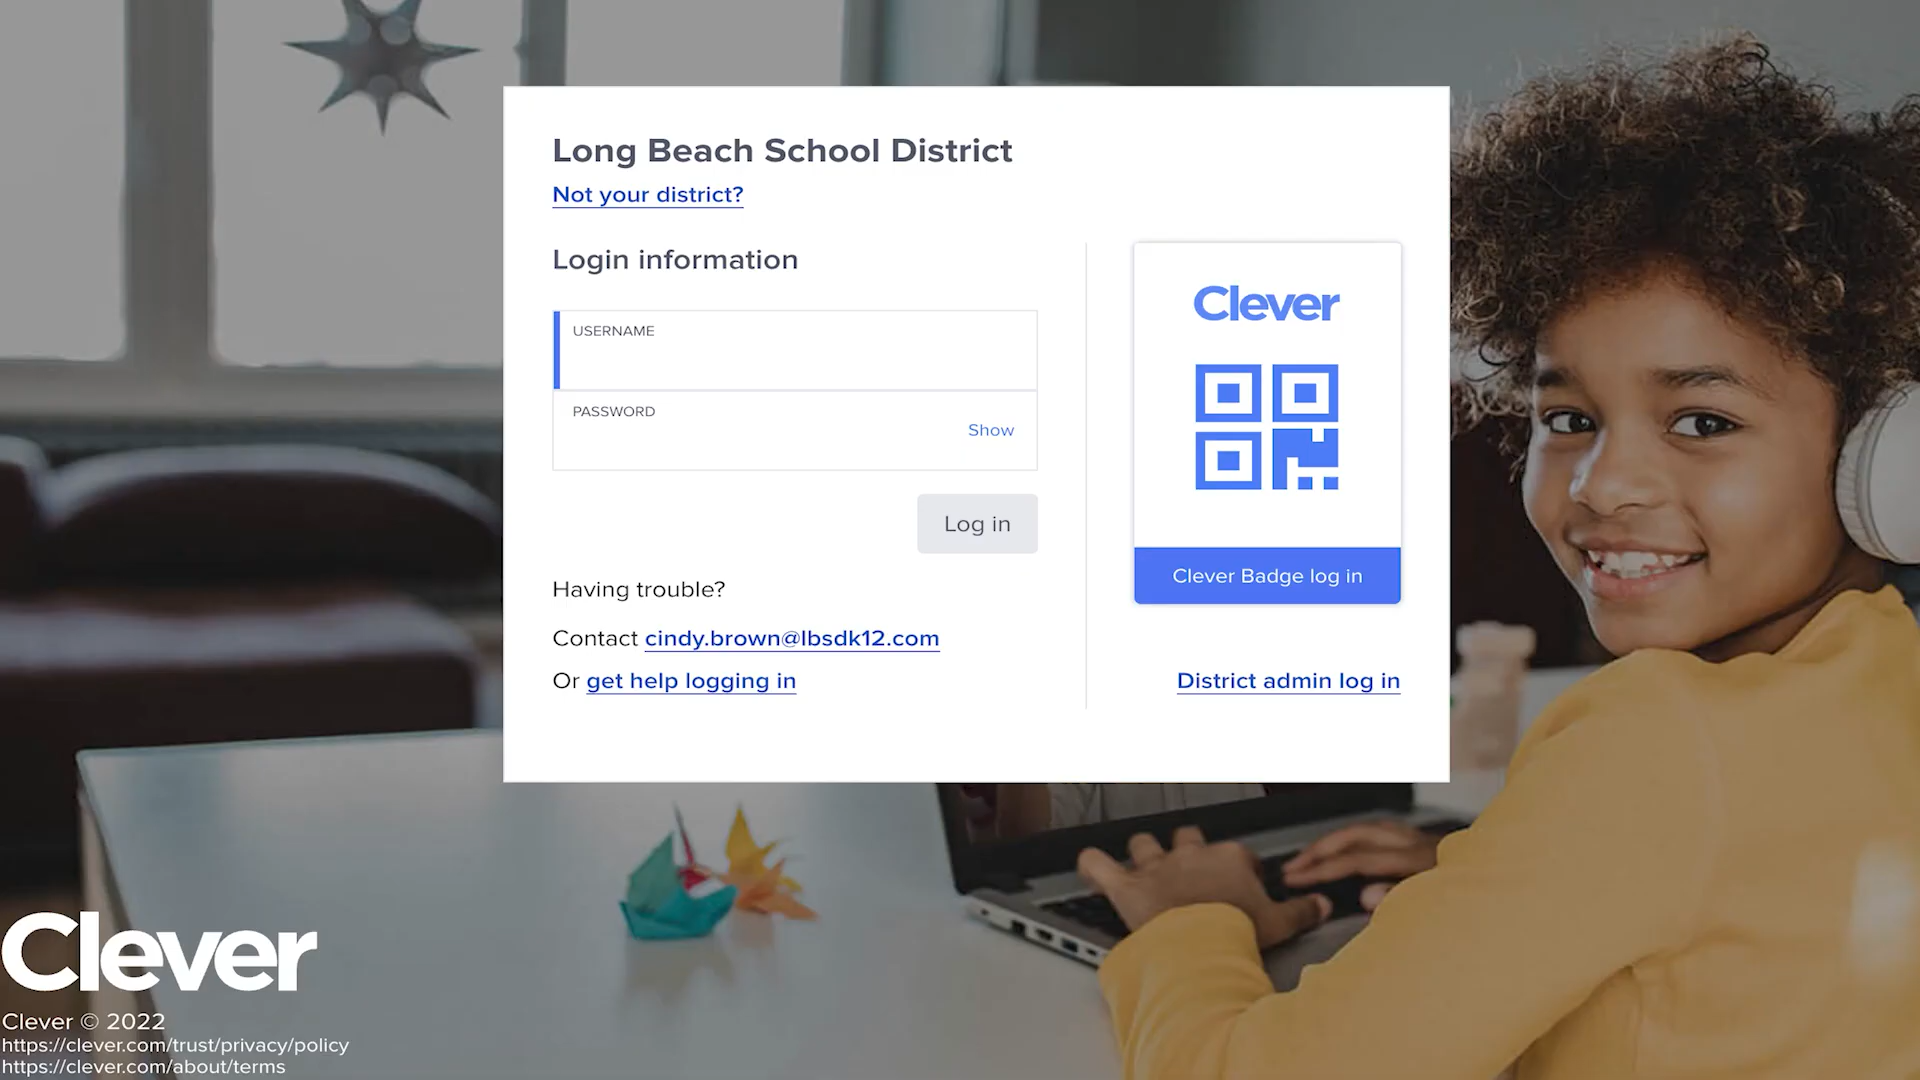 Long Beach School District
Not your district?
Login information
USERNAME
PASSWORD
Show
Log in
Having trouble?
Contact cindy.brown@lbsdk12.com
Or get help logging in
Clever
Clever Badge log in
District admin log in
Clever
Clever © 2022
https://clever.com/trust/privacy/policy
https://clever.com/about/terms